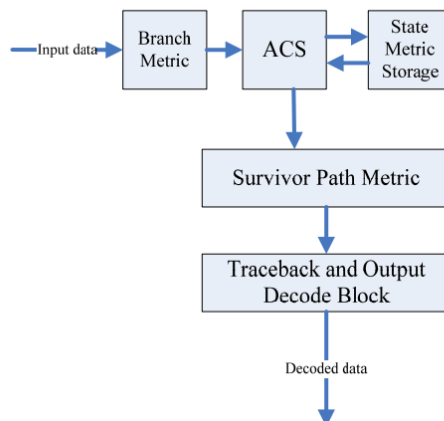 Input data
Branch
Metric
ACS
State
Metric
Storage
Survivor Path Metric
Traceback and Output
Decode Block
Decoded data